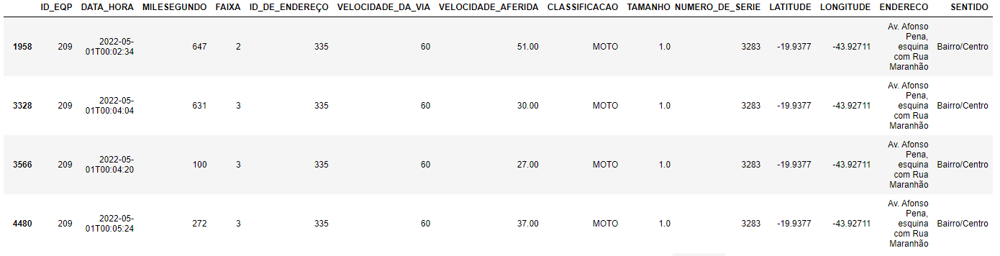 ID_EQP DATA_HORA MILESEGUNDO FAIXA ID_DE_ENDEREÇO VELOCIDADE_DA_VIA VELOCIDADE_AFERIDA CLASSIFICACAO TAMANHO NUMERO_DE_SERIE LATITUDE LONGITUDE ENDERECO SENTIDO
1958 209 2022-05-01T00:02:34 647 2 335 60 51.00 MOTO 1.0 3283 -19.9377 -43.92711 Av. Afonso Pena, esquina com Rua Maranhão Bairro/Centro
3328 209 2022-05-01T00:04:04 631 3 335 60 30.00 MOTO 1.0 3283 -19.9377 -43.92711 Av. Afonso Pena, esquina com Rua Maranhão Bairro/Centro
3566 209 2022-05-01T00:04:20 100 3 335 60 27.00 MOTO 1.0 3283 -19.9377 -43.92711 Av. Afonso Pena, esquina com Rua Maranhão Bairro/Centro
4480 209 2022-05-01T00:05:24 272 3 335 60 37.00 MOTO 1.0 3283 -19.9377 -43.92711 Av. Afonso Pena, esquina com Rua Maranhão Bairro/Centro